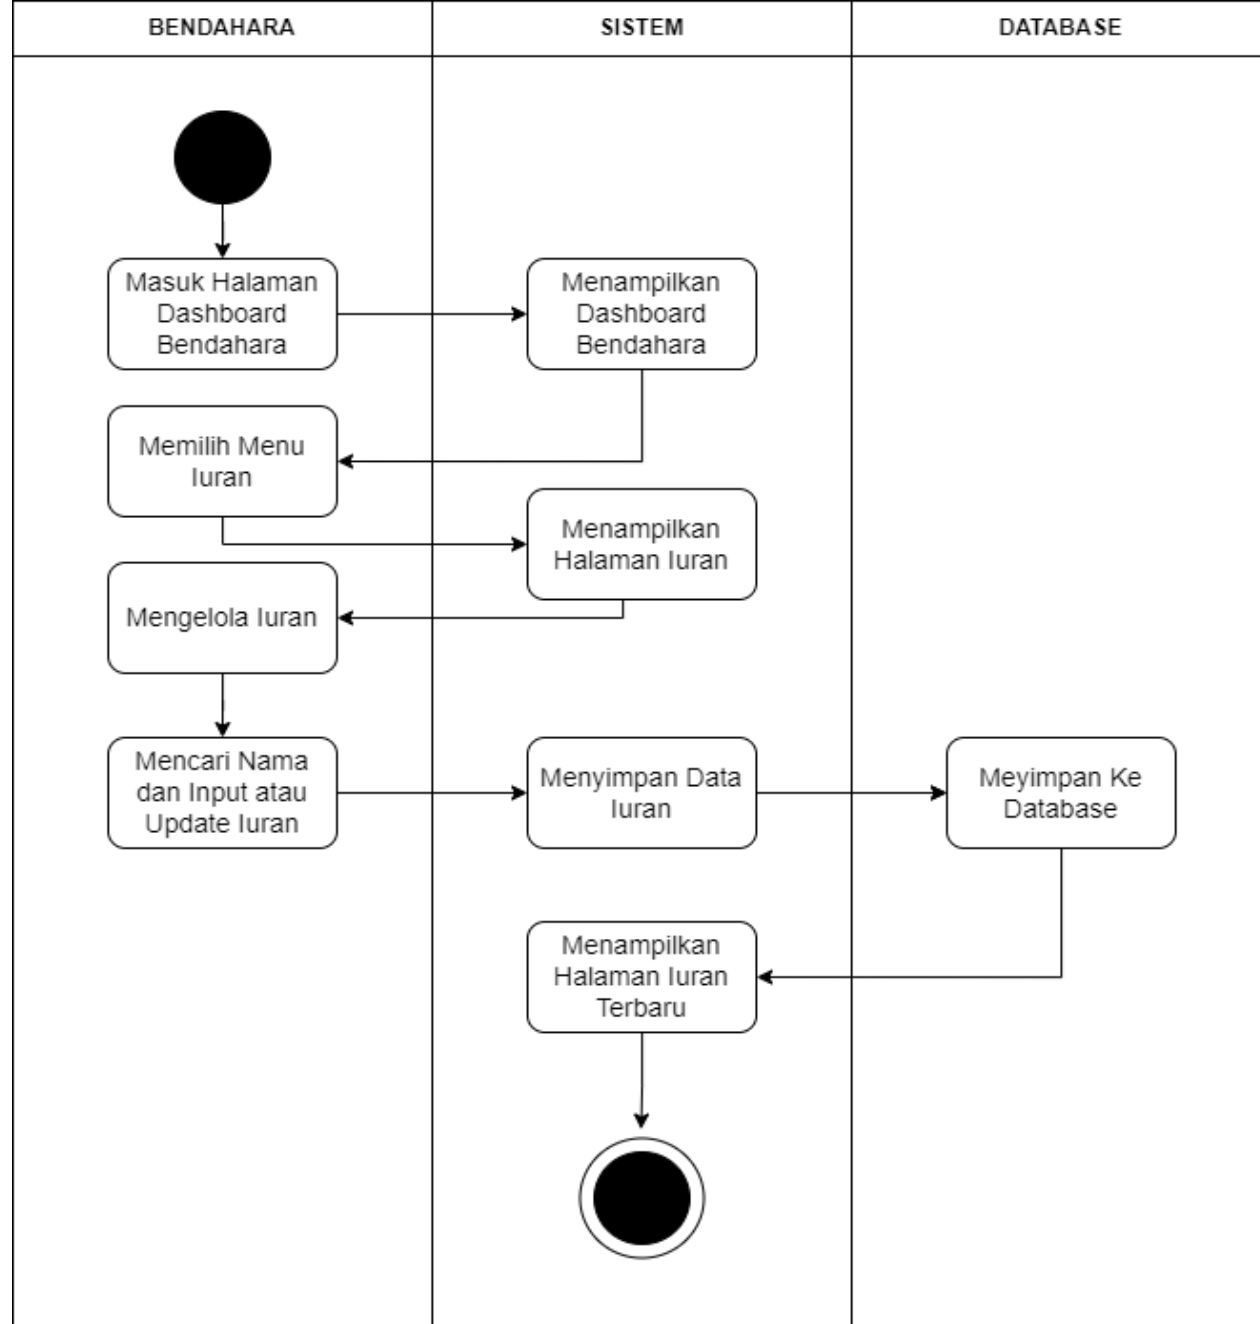 BENDAHARA
SISTEM
DATABASE
Masuk Halaman
Dashboard
Bendahara
Menampilkan
Dashboard
Bendahara
Memilih Menu
Iuran
Menampilkan
Halaman Iuran
Mengelola Iuran
Mencari Nama
dan Input atau
Update Iuran
Menyimpan Data
Iuran
Meyimpan Ke
Database
Menampilkan
Halaman Iuran
Terbaru